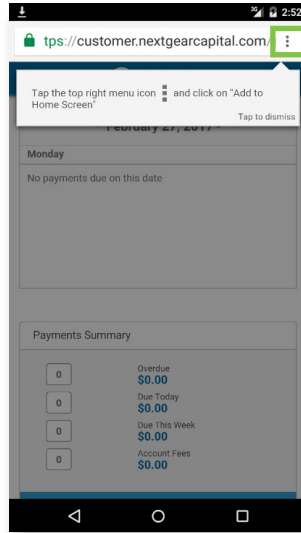 3G 2:52
tps://customer.nextgearcapital.com/
Tap the top right menu icon and click on "Add to
Home Screen"
Tap to dismiss
February 27, 2017
Monday
No payments due on this date
Payments Summary
0 Overdue
$0.00
0 Due Today
$0.00
0 Due This Week
$0.00
0 Account Fees
$0.00